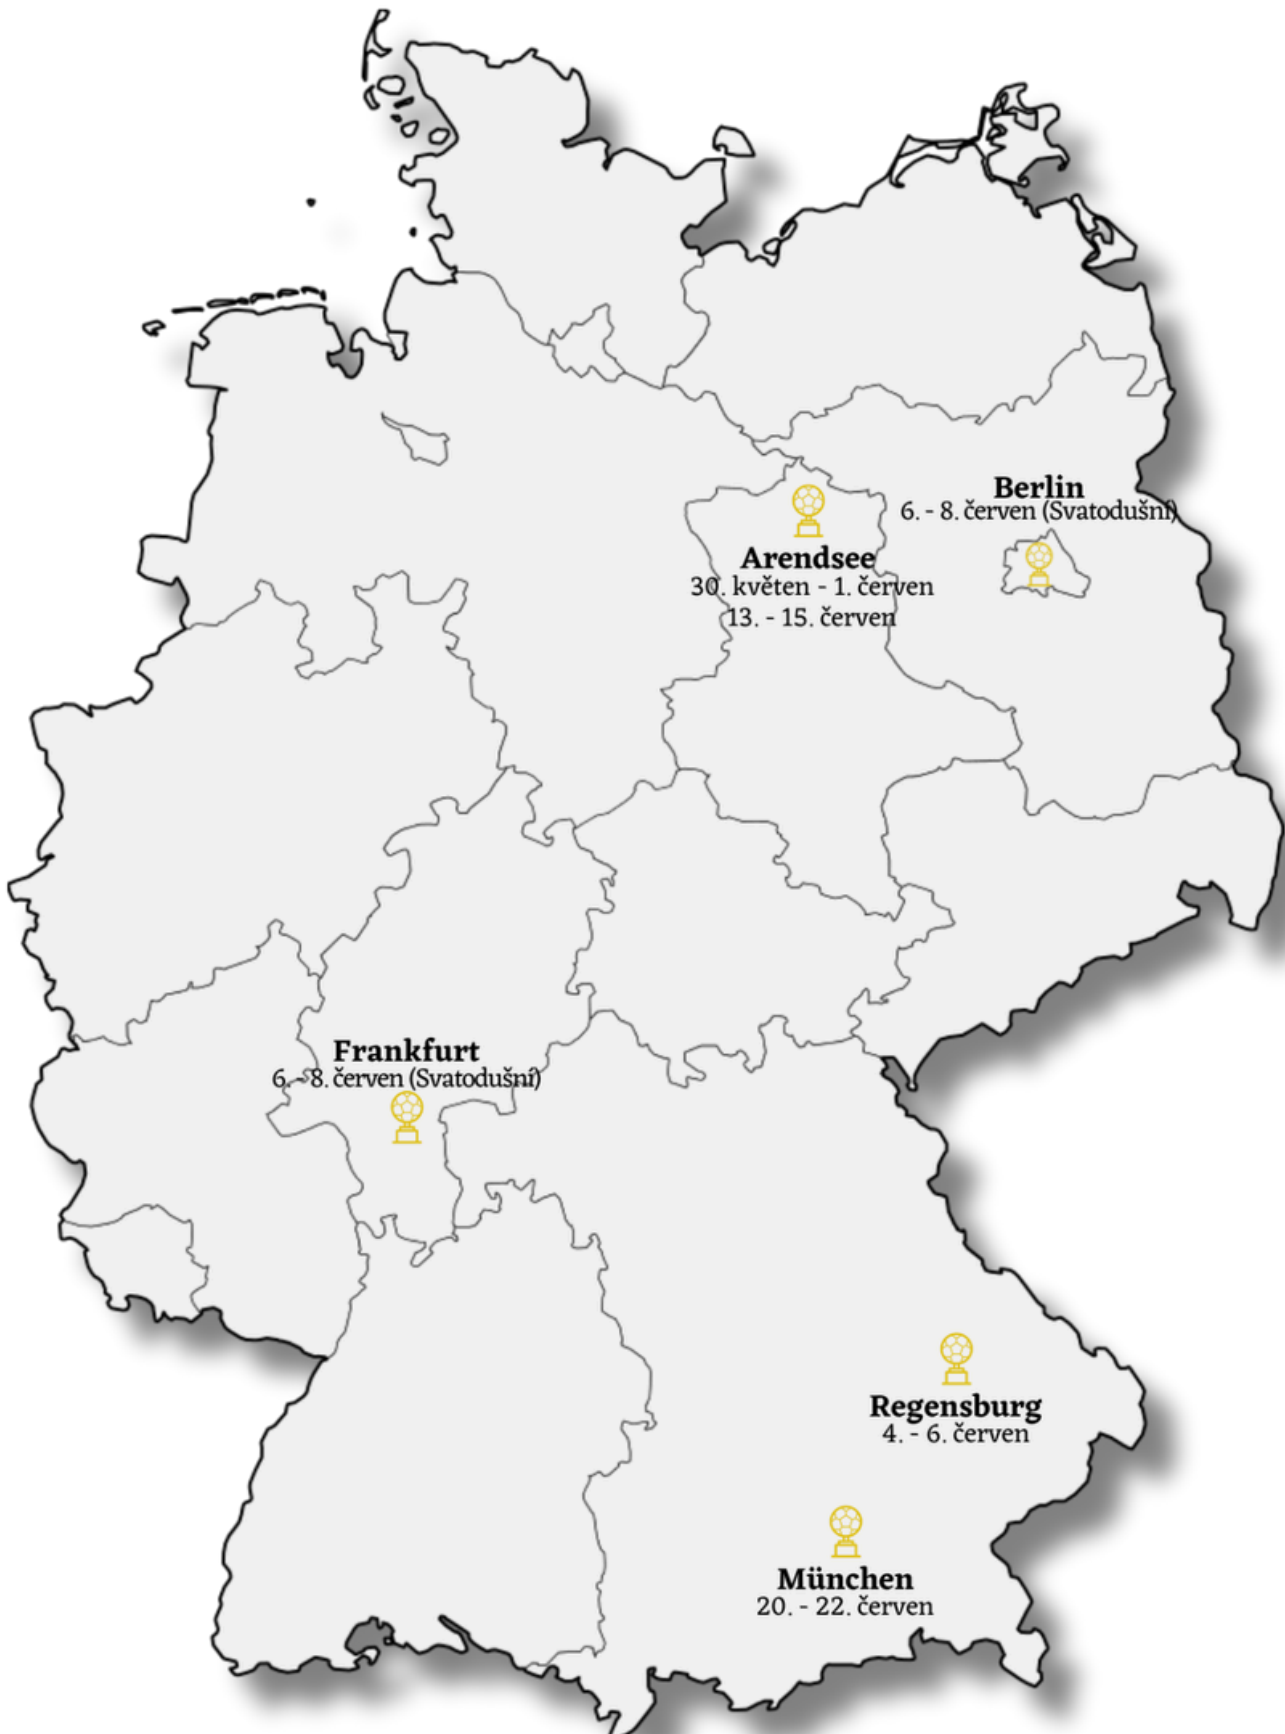 Berlin
6. - 8. červen (Svatodušní)
Arendsee
30. květen - 1. červen
13. - 15. červen
Frankfurt
6. - 8. červen (Svatodušní)
Regensburg
4. - 6. červen
München
20. - 22. červen